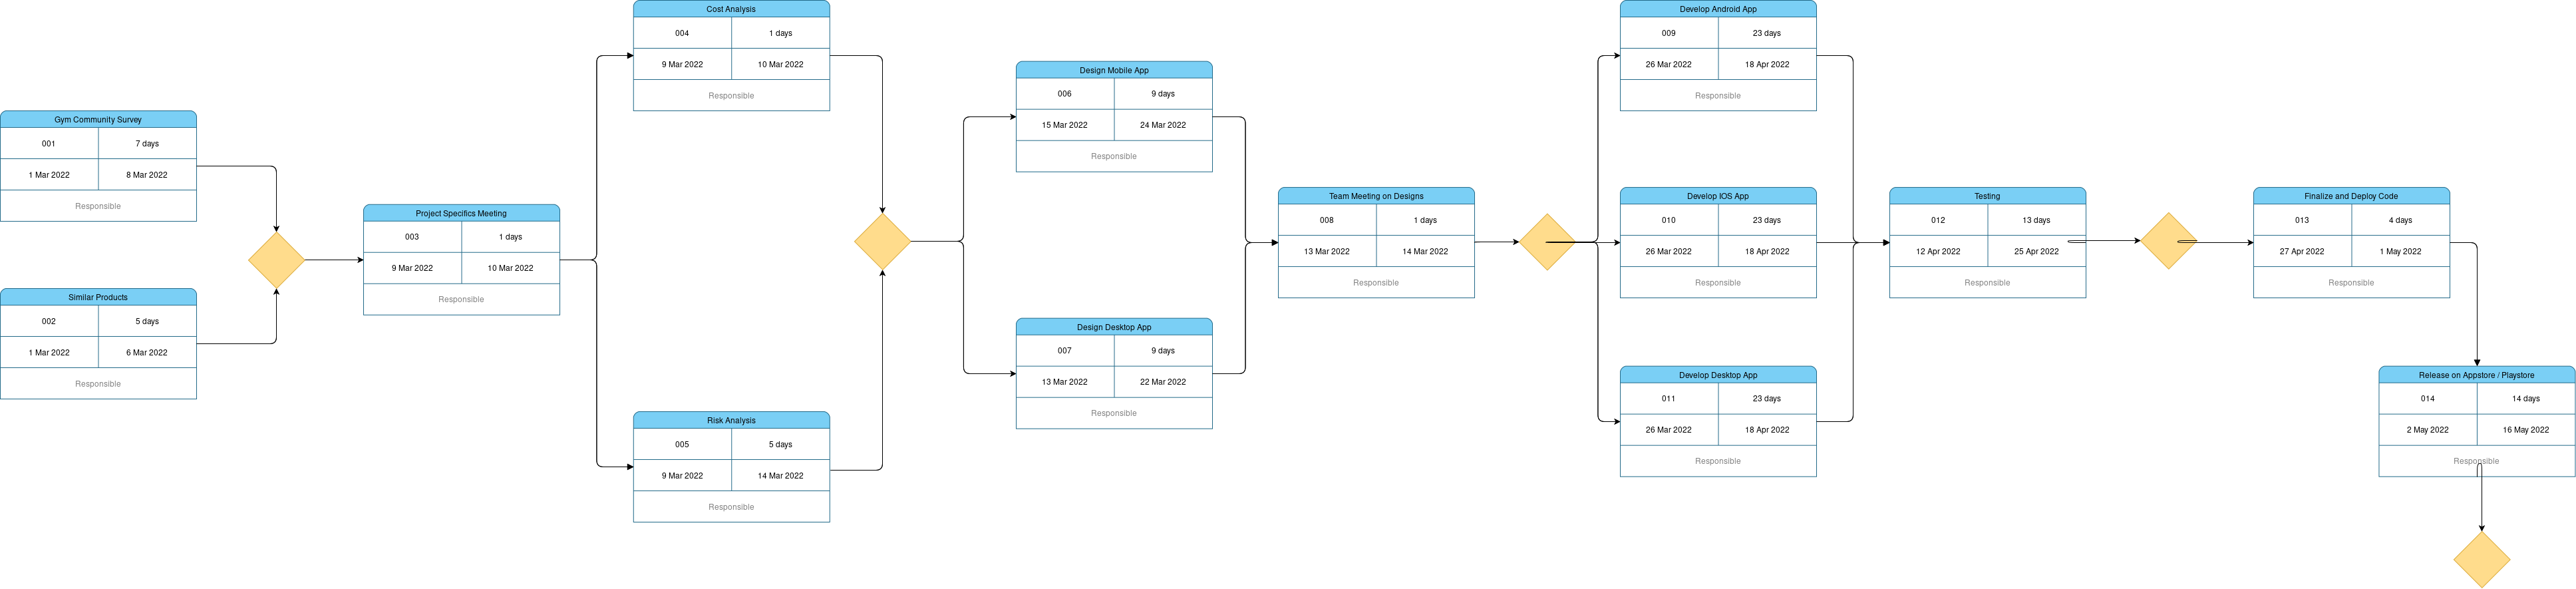 Gym Community Survey
001 7 days
1 Mar 2022 8 Mar 2022
Responsible
Similar Products
002 5 days
1 Mar 2022 6 Mar 2022
Responsible
Project Specifics Meeting
003 1 days
9 Mar 2022 10 Mar 2022
Responsible
Cost Analysis
004 1 days
9 Mar 2022 10 Mar 2022
Responsible
Risk Analysis
005 5 days
9 Mar 2022 14 Mar 2022
Responsible
Design Mobile App
006 9 days
15 Mar 2022 24 Mar 2022
Responsible
Design Desktop App
007 9 days
13 Mar 2022 22 Mar 2022
Responsible
Team Meeting on Designs
008 1 days
13 Mar 2022 14 Mar 2022
Responsible
Develop Android App
009 23 days
26 Mar 2022 18 Apr 2022
Responsible
Develop IOS App
010 23 days
26 Mar 2022 18 Apr 2022
Responsible
Develop Desktop App
011 23 days
26 Mar 2022 18 Apr 2022
Responsible
Testing
012 13 days
12 Apr 2022 25 Apr 2022
Responsible
Finalize and Deploy Code
013 4 days
27 Apr 2022 1 May 2022
Responsible
Release on Appstore / Playstore
014 14 days
2 May 2022 16 May 2022
Responsible